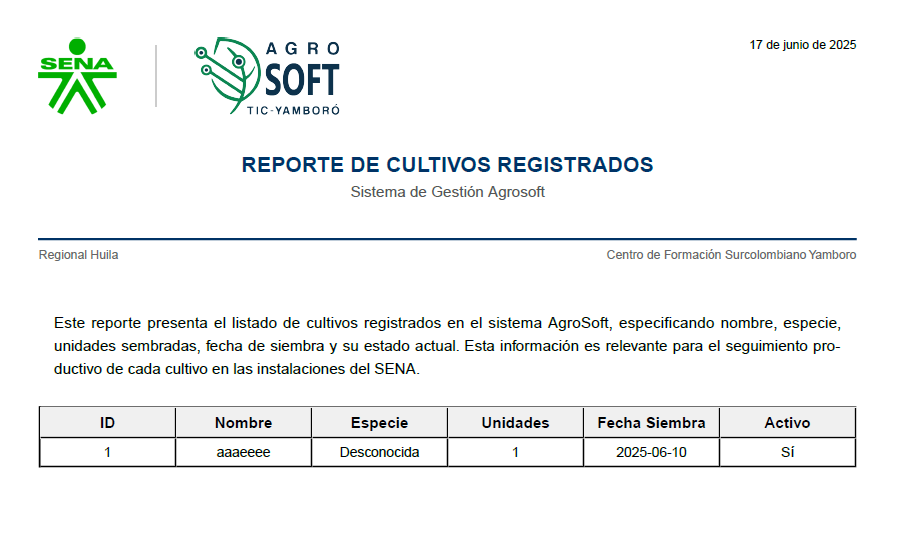 SENA
AGRO
SOFT
TIC-YAMBORÓ
17 de junio de 2025
REPORTE DE CULTIVOS REGISTRADOS
Sistema de Gestión Agrosoft
Regional Huila
Centro de Formación Surcolombiano Yamboro
Este reporte presenta el listado de cultivos registrados en el sistema AgroSoft, especificando nombre, especie,
unidades sembradas, fecha de siembra y su estado actual. Esta información es relevante para el seguimiento pro-
ductivo de cada cultivo en las instalaciones del SENA.
ID Nombre Especie Unidades Fecha Siembra Activo
1 aaaeeee Desconocida 1 2025-06-10 Sí